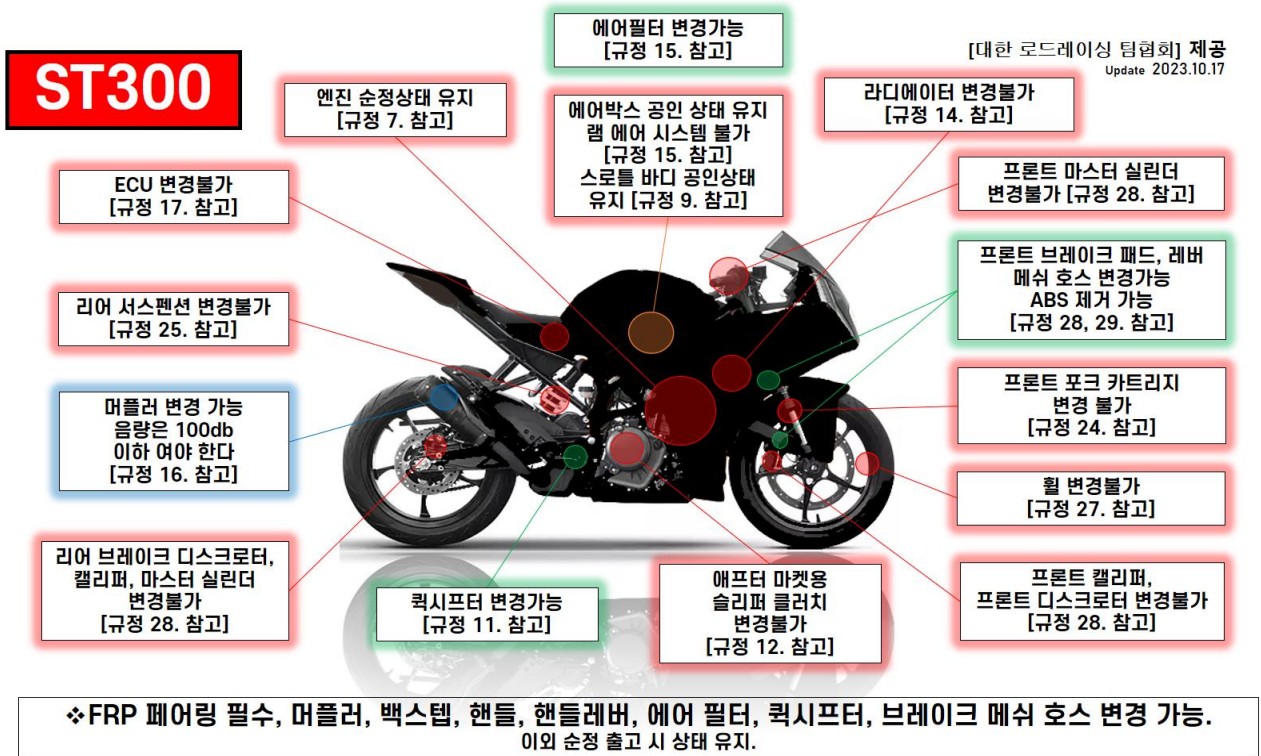 에어필터 변경가능
[규정 15. 참고]
[대한 로드레이싱 팀협회] 제공
Update 2023.10.17
ST300
엔진 순정상태 유지
[규정 7. 참고]
에어박스 공인 상태 유지
램 에어 시스템 불가
[규정 15. 참고]
스로틀 바디 공인상태
유지 [규정 9. 참고]
라디에이터 변경불가
[규정 14. 참고]
ECU 변경불가
[규정 17. 참고]
프론트 마스터 실린더
변경불가 [규정 28. 참고]
프론트 브레이크 패드, 레버
메쉬 호스 변경가능
ABS 제거 가능
[규정 28, 29. 참고]
리어 서스펜션 변경불가
[규정 25. 참고]
머플러 변경 가능
음량은 100db
이하 여야 한다
[규정 16. 참고]
프론트 포크 카트리지
변경 불가
[규정 24. 참고]
휠 변경불가
[규정 27. 참고]
리어 브레이크 디스크로터,
캘리퍼, 마스터 실린더
변경불가
[규정 28. 참고]
퀵시프터 변경가능
[규정 11. 참고]
애프터 마켓용
슬리퍼 클러치
변경불가
[규정 12. 참고]
프론트 캘리퍼,
프론트 디스크로터 변경불가
[규정 28. 참고]
❖FRP 페어링 필수, 머플러, 백스텝, 핸들, 핸들레버, 에어 필터, 퀵시프터, 브레이크 메쉬 호스 변경 가능.
이외 순정 출고 시 상태 유지.